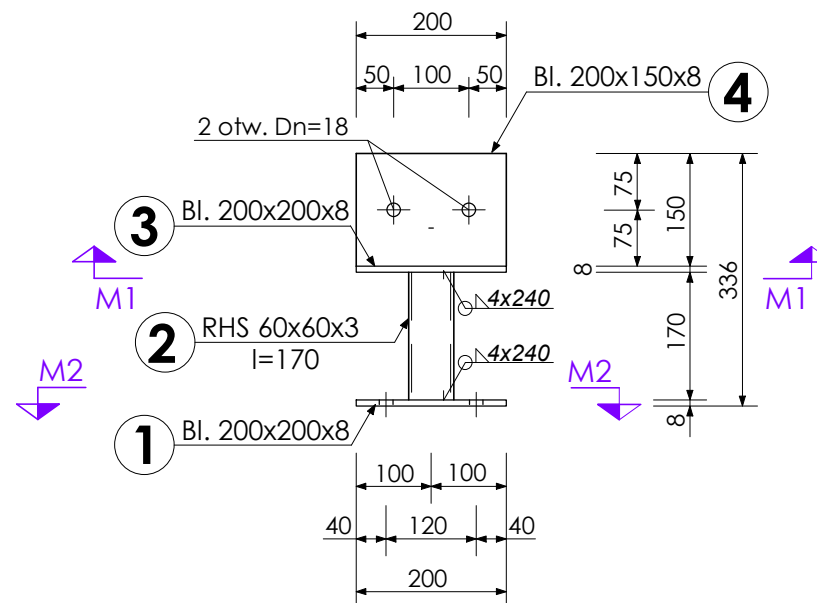 200
50 100 50
Bl. 200x150x8 4
2 otw. Dn=18
75
150
3 Bl. 200x200x8
75
8
336
M1
M1
4x240
2 RHS 60x60x3
l=170
170
4x240
M2
M2
1 Bl. 200x200x8
8
100 100
40 120 40
200